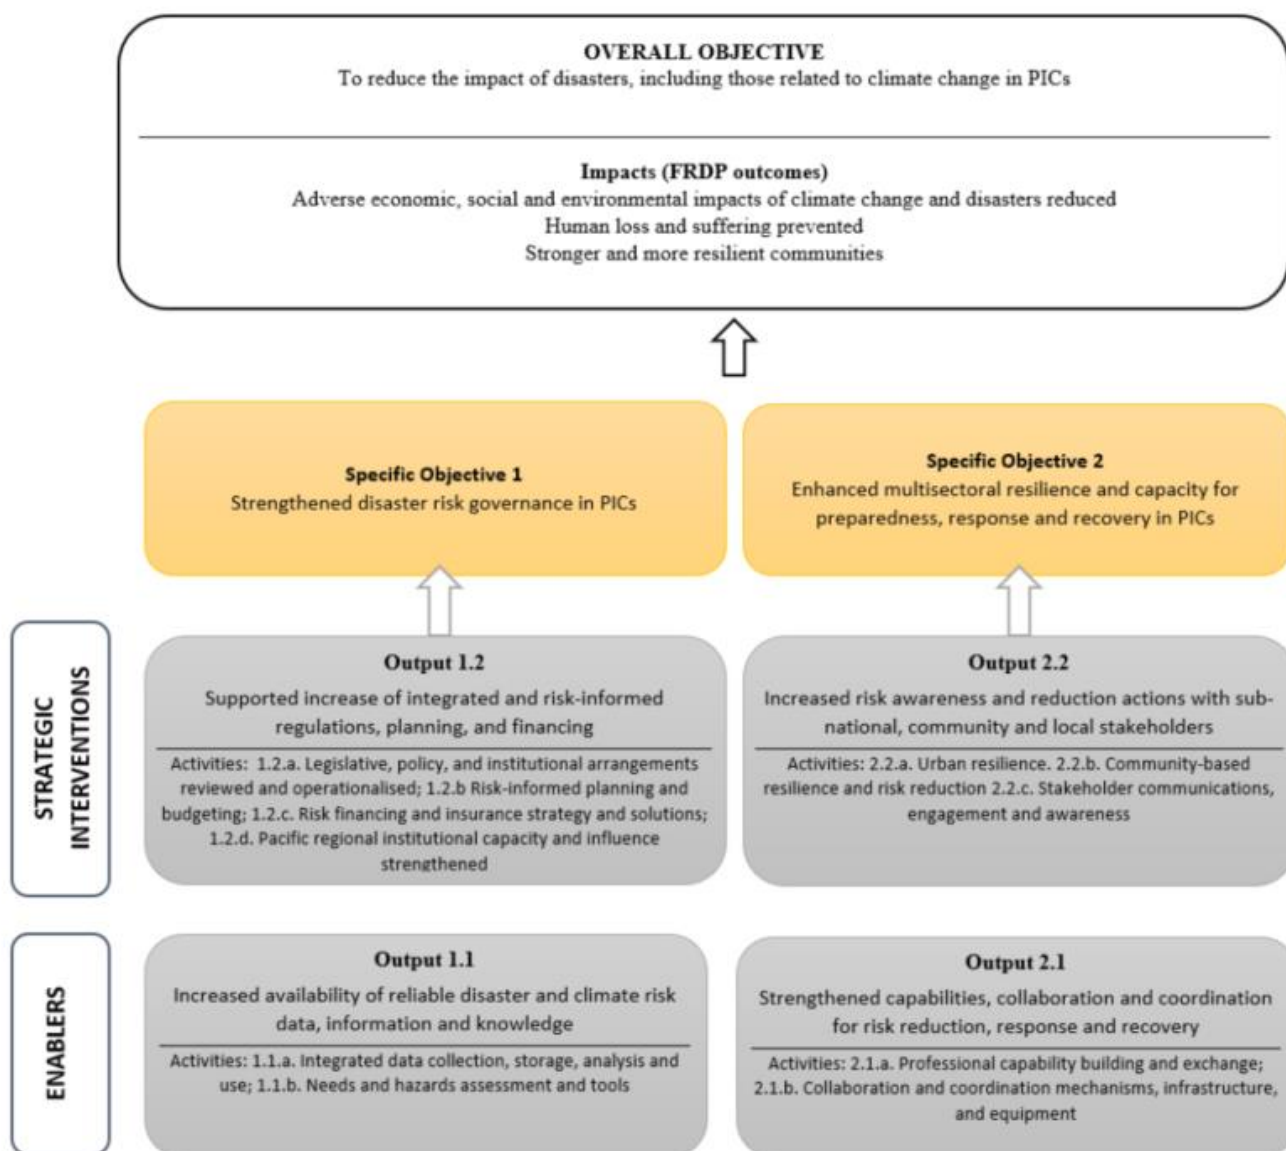 OVERALL OBJECTIVE
To reduce the impact of disasters, including those related to climate change in PICs
Impacts (FRDP outcomes)
Adverse economic, social and environmental impacts of climate change and disasters reduced
Human loss and suffering prevented
Stronger and more resilient communities
Specific Objective 1
Strengthened disaster risk governance in PICs
Specific Objective 2
Enhanced multisectoral resilience and capacity for
preparedness, response and recovery in PICs
STRATEGIC
INTERVENTIONS
Output 1.2
Supported increase of integrated and risk-informed
regulations, planning, and financing
Activities: 1.2.a. Legislative, policy, and institutional arrangements
reviewed and operationalised; 1.2.b Risk-informed planning and
budgeting; 1.2.c. Risk financing and insurance strategy and solutions;
1.2.d. Pacific regional institutional capacity and influence
strengthened
Output 2.2
Increased risk awareness and reduction actions with sub-
national, community and local stakeholders
Activities: 2.2.a. Urban resilience. 2.2.b. Community-based
resilience and risk reduction 2.2.c. Stakeholder communications,
engagement and awareness
ENABLERS
Output 1.1
Increased availability of reliable disaster and climate risk
data, information and knowledge
Activities: 1.1.a. Integrated data collection, storage, analysis and
use; 1.1.b. Needs and hazards assessment and tools
Output 2.1
Strengthened capabilities, collaboration and coordination
for risk reduction, response and recovery
Activities: 2.1.a. Professional capability building and exchange;
2.1.b. Collaboration and coordination mechanisms, infrastructure,
and equipment